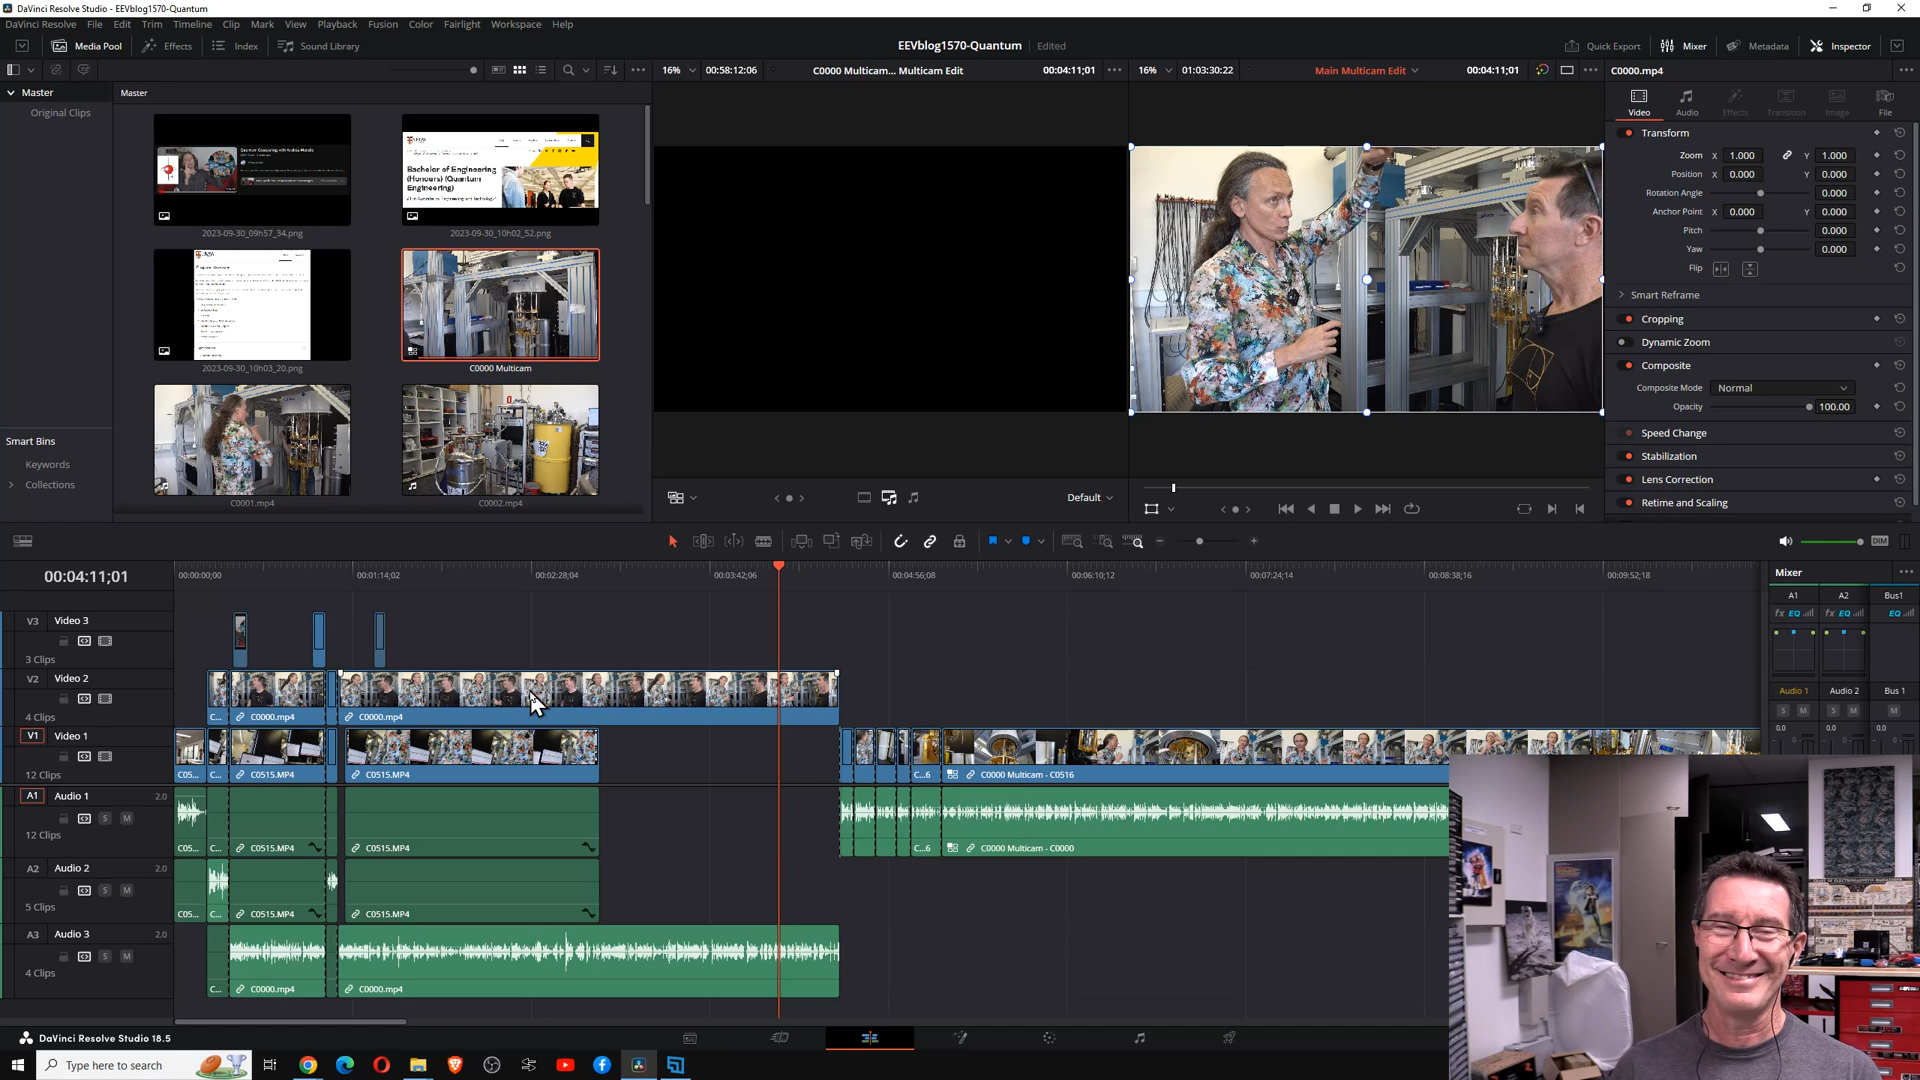 DaVinci Resolve Studio - EEVblog1570-Quantum
DaVinci Resolve File Edit Trim Timeline Clip Mark View Playback Fusion Color Fairlight Workspace Help
Media Pool Effects Index Sound Library EEVblog1570-Quantum Edited Quick Export Mixer Metadata Inspector
16% 00:58:12:06 C0000 Multicam... Multicam Edit 00:04:11;01 16% 01:03:30:22 Main Multicam Edit 00:04:11;01 C0000.mp4
Master Master
Original Clips
Video Audio Effects Transition Image File
Bachelor of Engineering
(Honours) (Quantum
Engineering)
2023-09-30_09h57_34.png 2023-09-30_10h02_52.png
2023-09-30_10h03_20.png C0000 Multicam
C0001.mp4 C0002.mp4
Smart Bins
Keywords
Collections
Default
Transform
Zoom X 1.000 Y 1.000
Position X 0.000 Y 0.000
Rotation Angle 0.000
Anchor Point X 0.000 Y 0.000
Pitch 0.000
Yaw 0.000
Flip
Smart Reframe
Cropping
Dynamic Zoom
Composite
Composite Mode Normal
Opacity 100.00
Speed Change
Stabilization
Lens Correction
Retime and Scaling
DIM
00:04:11;01 00:00:00;00 00:01:14;02 00:02:28;04 00:03:42;06 00:04:56;08 00:06:10;12 00:07:24;14 00:08:38;16 00:09:52;18
V3 Video 3
3 Clips
V2 Video 2
4 Clips C... C0000.mp4 C0000.mp4
V1 Video 1
12 Clips C05... C... C0515.MP4 C0515.MP4 C...6 C0000 Multicam - C0516
A1 Audio 1 2.0
S M
12 Clips C05... C... C0515.MP4 C0515.MP4 C...6 C0000 Multicam - C0000
A2 Audio 2 2.0
S M
5 Clips C05... C... C0515.MP4 C0515.MP4
A3 Audio 3 2.0
S M
4 Clips C... C0000.mp4 C0000.mp4
Mixer
A1 A2 Bus1
fx EQ fx EQ EQ
Audio 1 Audio 2 Bus 1
S M S M M
0.0 0.0 0.0
DaVinci Resolve Studio 18.5
Type here to search